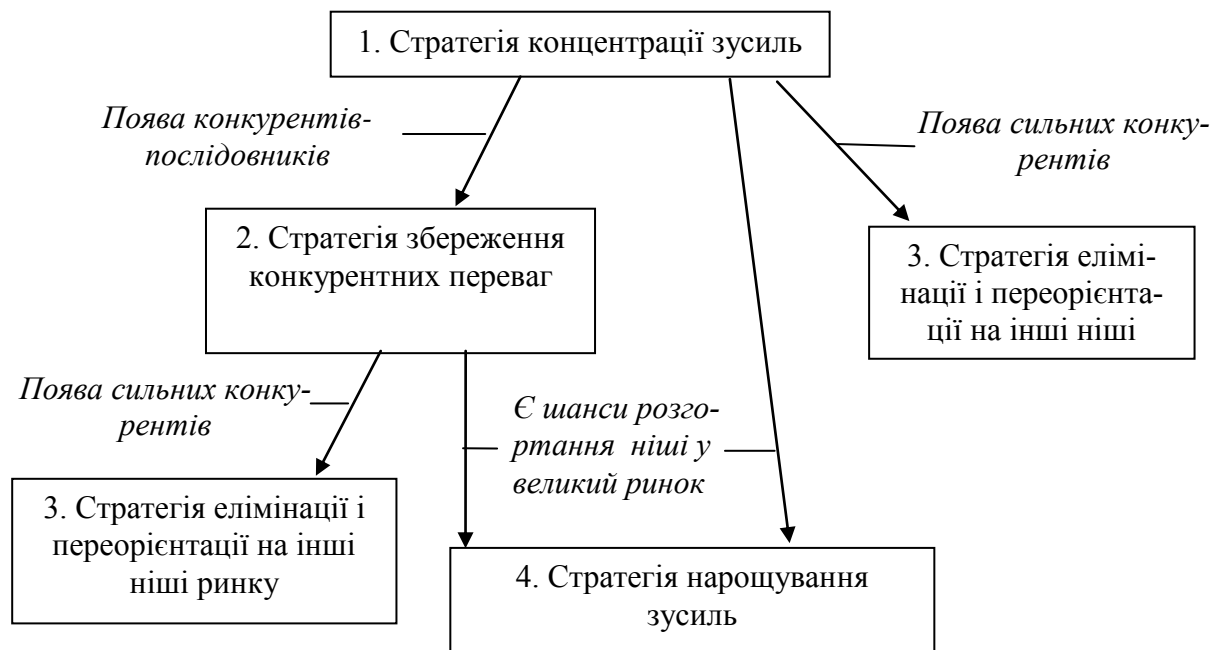 1. Стратегія концентрації зусиль
Поява конкурентів-
послідовників
Поява сильних конку-
рентів
2. Стратегія збереження
конкурентних переваг
3. Стратегія елімі-
нації і переорієнта-
ції на інші ніші
Поява сильних конку-
рентів
Є шанси розго-
ртання ніші у
великий ринок
3. Стратегія елімінації і
переорієнтації на інші
ніші ринку
4. Стратегія нарощування
зусиль